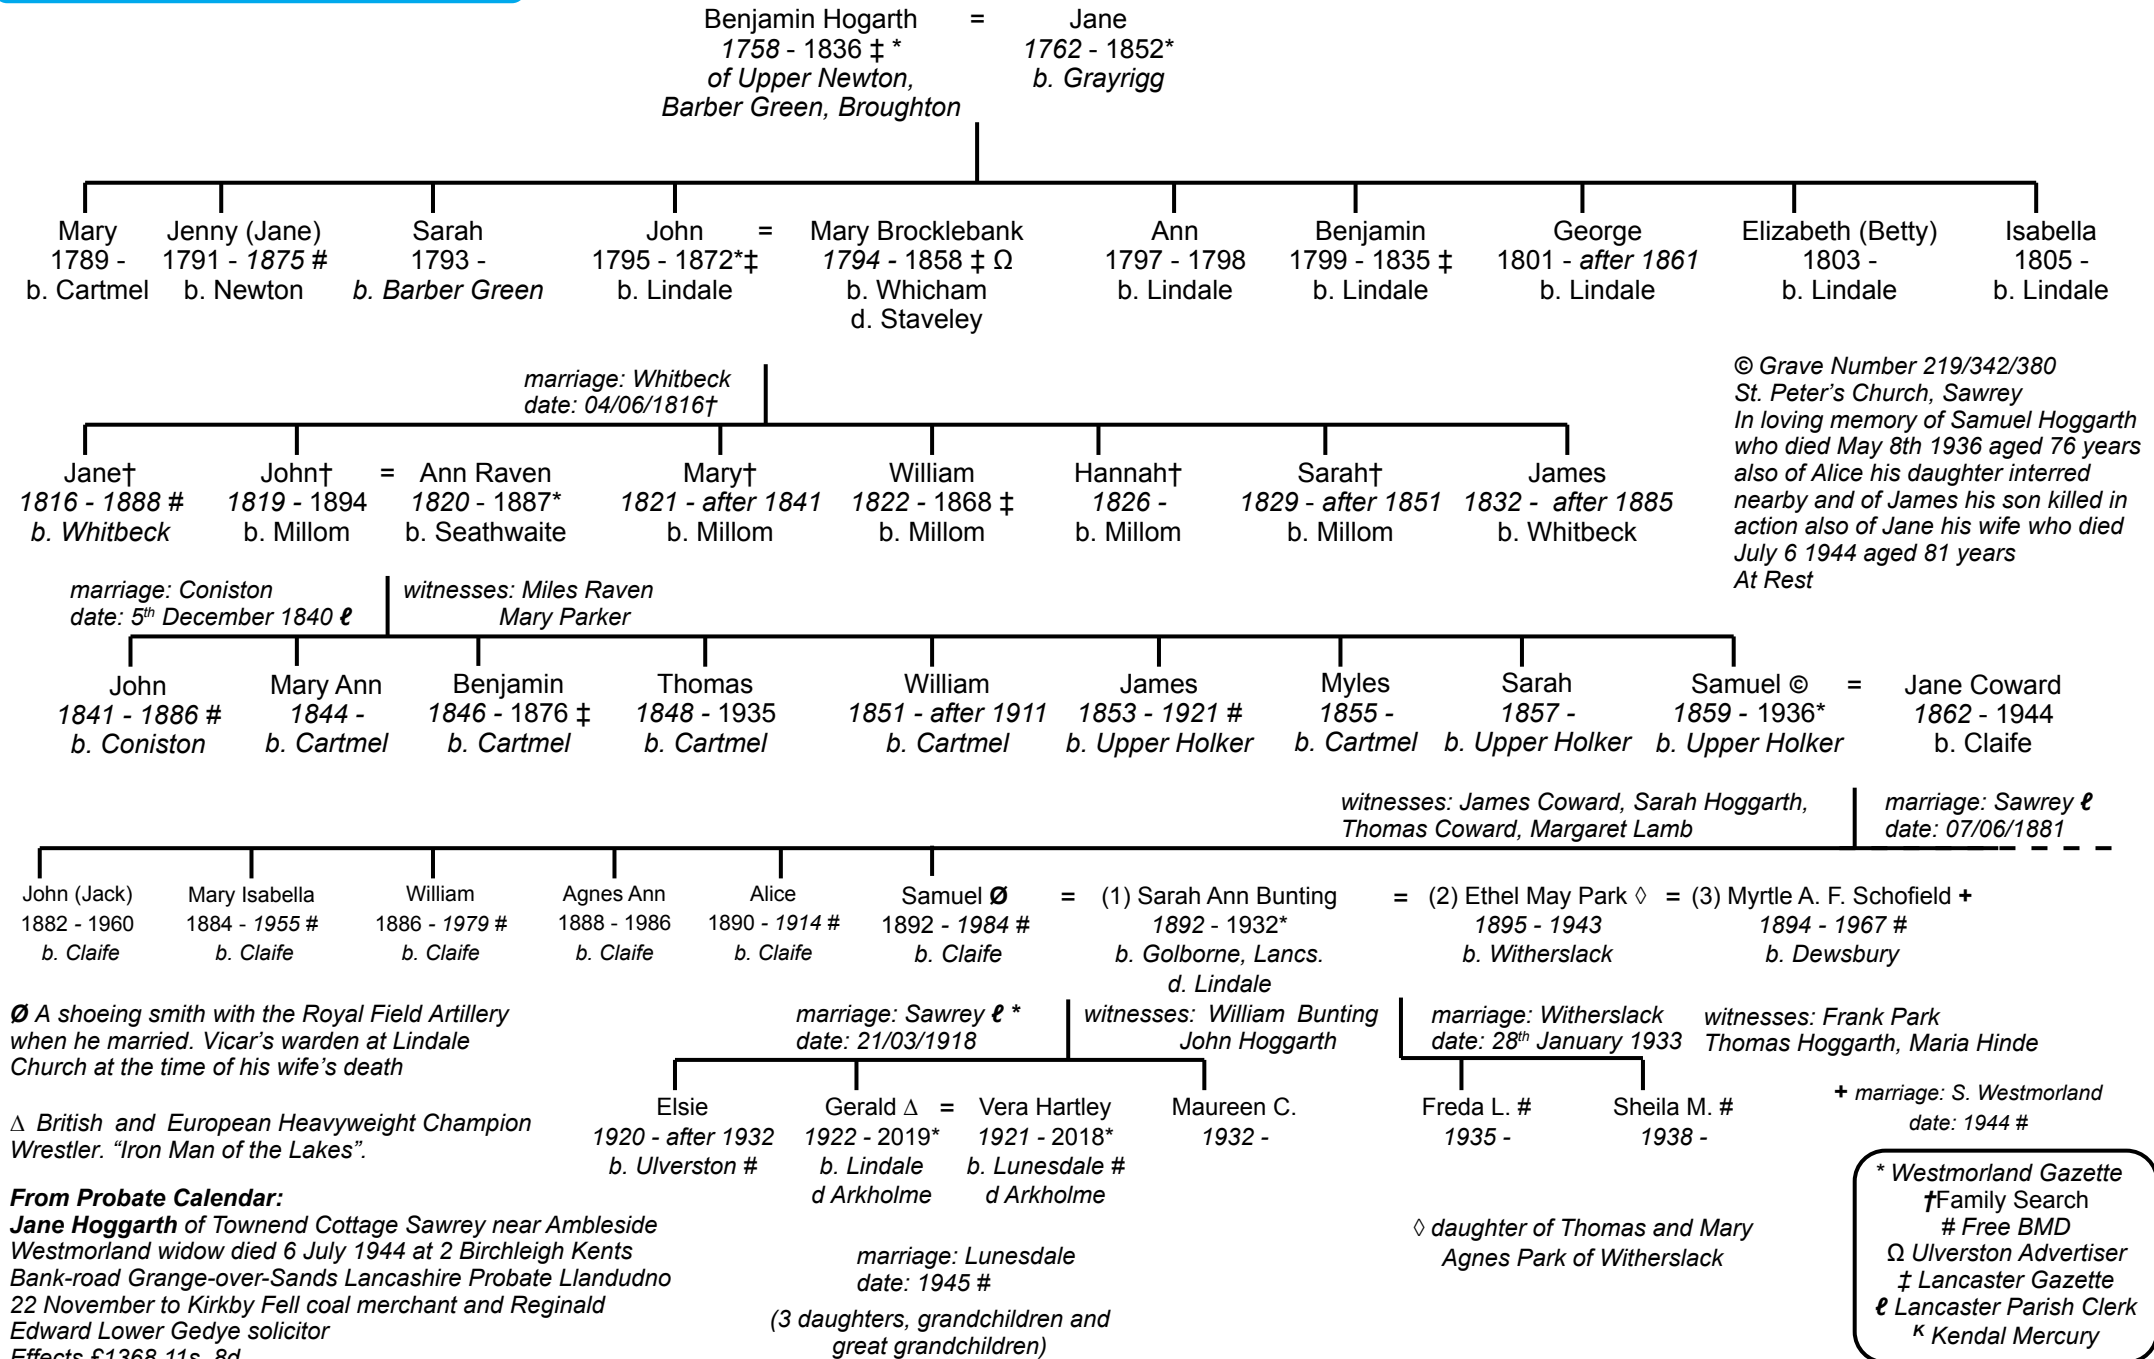 Benjamin Hogarth = Jane
1758 - 1836 ‡ * 1762 - 1852*
of Upper Newton, b. Grayrigg
Barber Green, Broughton
Mary Jenny (Jane) Sarah John = Mary Brocklebank Ann Benjamin George Elizabeth (Betty) Isabella
1789 - 1791 - 1875 # 1793 - 1795 - 1872*‡ 1794 - 1858 ‡ Ω 1797 - 1798 1799 - 1835 ‡ 1801 - after 1861 1803 - 1805 -
b. Cartmel b. Newton b. Barber Green b. Lindale b. Whicham b. Lindale b. Lindale b. Lindale b. Lindale b. Lindale
d. Staveley
marriage: Whitbeck
date: 04/06/1816†
© Grave Number 219/342/380
St. Peter's Church, Sawrey
In loving memory of Samuel Hoggarth
who died May 8th 1936 aged 76 years
also of Alice his daughter interred
nearby and of James his son killed in
action also of Jane his wife who died
July 6 1944 aged 81 years
At Rest
Jane† John† = Ann Raven Mary† William Hannah† Sarah† James
1816 - 1888 # 1819 - 1894 1820 - 1887* 1821 - after 1841 1822 - 1868 ‡ 1826 - 1829 - after 1851 1832 - after 1885
b. Whitbeck b. Millom b. Seathwaite b. Millom b. Millom b. Millom b. Millom b. Whitbeck
marriage: Coniston witnesses: Miles Raven
date: 5th December 1840 ℓ Mary Parker
John Mary Ann Benjamin Thomas William James Myles Sarah Samuel © = Jane Coward
1841 - 1886 # 1844 - 1846 - 1876 ‡ 1848 - 1935 1851 - after 1911 1853 - 1921 # 1855 - 1857 - 1859 - 1936* 1862 - 1944
b. Coniston b. Cartmel b. Cartmel b. Cartmel b. Cartmel b. Upper Holker b. Cartmel b. Upper Holker b. Upper Holker b. Claife
witnesses: James Coward, Sarah Hoggarth, marriage: Sawrey ℓ
Thomas Coward, Margaret Lamb date: 07/06/1881
John (Jack) Mary Isabella William Agnes Ann Alice Samuel Ø = (1) Sarah Ann Bunting = (2) Ethel May Park ◊ = (3) Myrtle A. F. Schofield +
1882 - 1960 1884 - 1955 # 1886 - 1979 # 1888 - 1986 1890 - 1914 # 1892 - 1984 # 1892 - 1932* 1895 - 1943 1894 - 1967 #
b. Claife b. Claife b. Claife b. Claife b. Claife b. Claife b. Golborne, Lancs. b. Witherslack b. Dewsbury
d. Lindale
Ø A shoeing smith with the Royal Field Artillery
when he married. Vicar's warden at Lindale
Church at the time of his wife's death
marriage: Sawrey ℓ * witnesses: William Bunting
date: 21/03/1918 John Hoggarth
marriage: Witherslack witnesses: Frank Park
date: 28th January 1933 Thomas Hoggarth, Maria Hinde
Elsie Gerald Δ = Vera Hartley Maureen C. Freda L. # Sheila M. #
1920 - after 1932 1922 - 2019* 1921 - 2018* 1932 - 1935 - 1938 -
b. Ulverston # b. Lindale b. Lunesdale #
d Arkholme d Arkholme
+ marriage: S. Westmorland
date: 1944 #
Δ British and European Heavyweight Champion
Wrestler. “Iron Man of the Lakes”.
From Probate Calendar:
Jane Hoggarth of Townend Cottage Sawrey near Ambleside
Westmorland widow died 6 July 1944 at 2 Birchleigh Kents
Bank-road Grange-over-Sands Lancashire Probate Llandudno
22 November to Kirkby Fell coal merchant and Reginald
Edward Lower Gedye solicitor
Effects £1368 11s. 8d
marriage: Lunesdale
date: 1945 #
(3 daughters, grandchildren and
great grandchildren)
◊ daughter of Thomas and Mary
Agnes Park of Witherslack
* Westmorland Gazette
†Family Search
# Free BMD
Ω Ulverston Advertiser
‡ Lancaster Gazette
ℓ Lancaster Parish Clerk
K Kendal Mercury